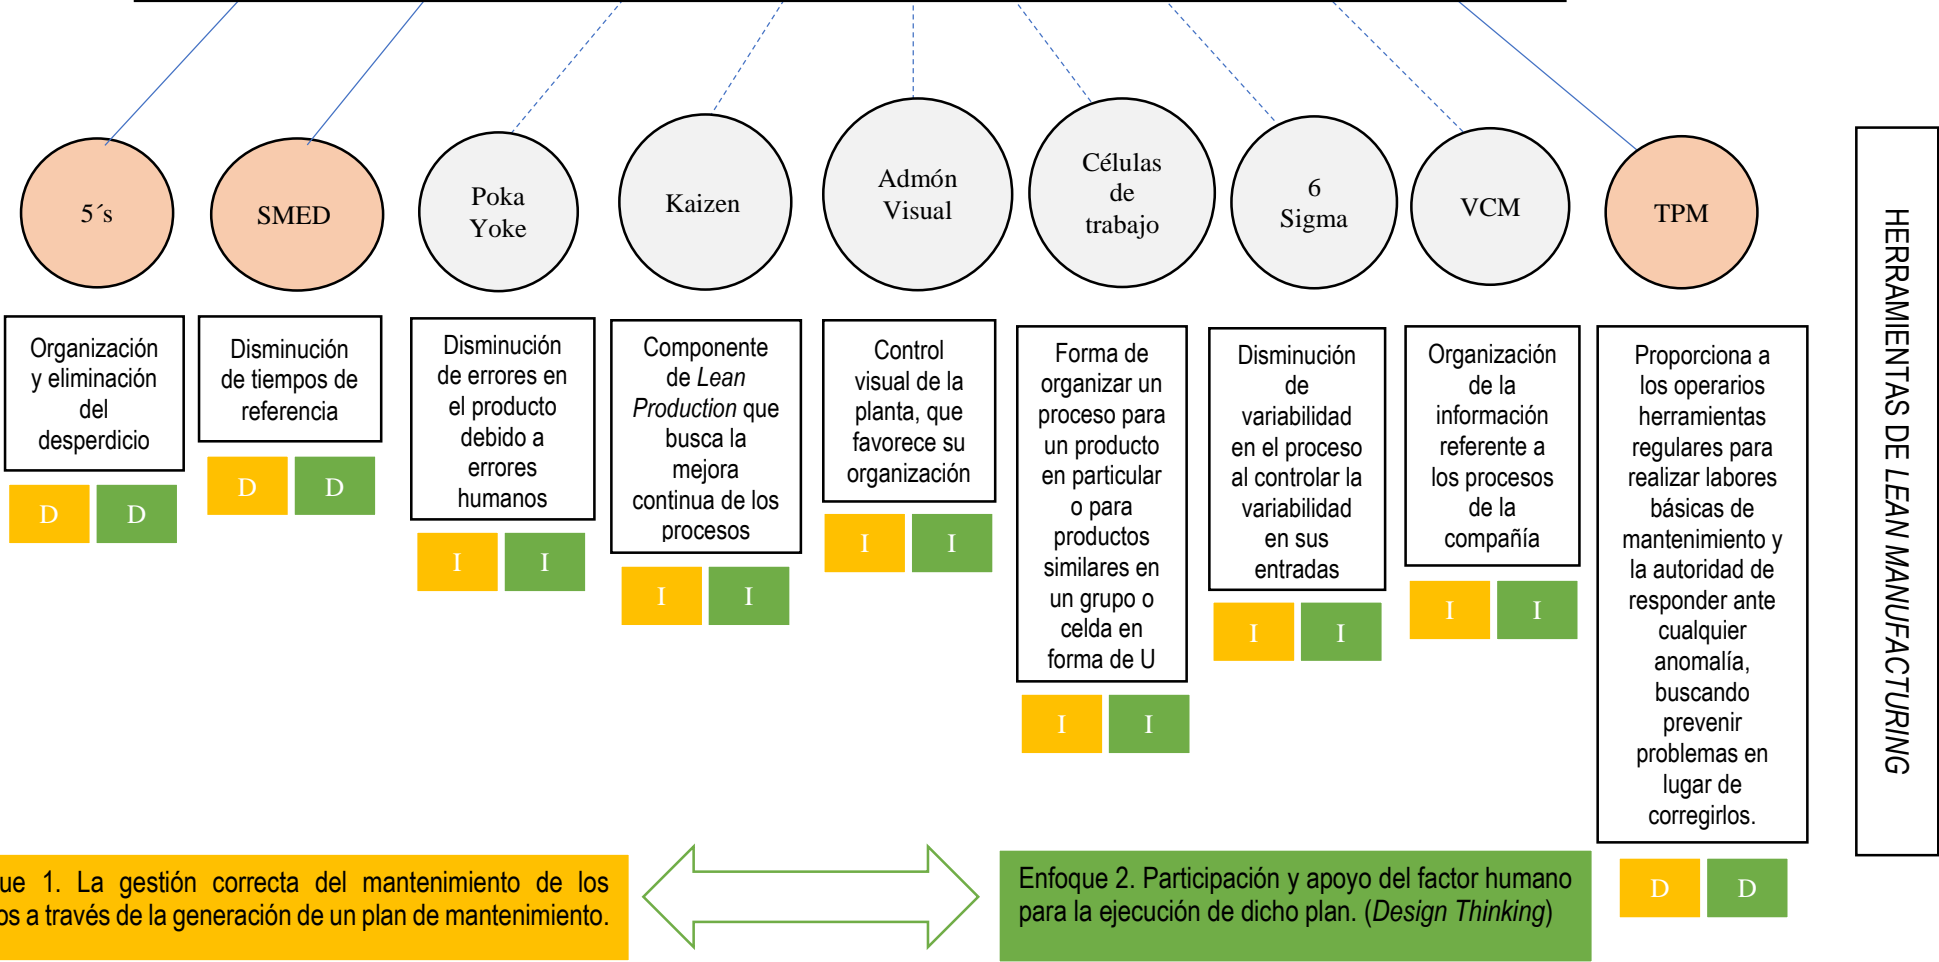 5´s
SMED
Poka
Yoke
Kaizen
Admón
Visual
Células
de
trabajo
6
Sigma
VCM
TPM
HERRAMIENTAS DE LEAN MANUFACTURING
Organización
y eliminación
del
desperdicio
D D
Disminución
de tiempos de
referencia
D D
Disminución
de errores en
el producto
debido a
errores
humanos
I I
Componente
de Lean
Production que
busca la
mejora
continua de los
procesos
I I
Control
visual de la
planta, que
favorece su
organización
I I
Forma de
organizar un
proceso para
un producto
en particular
o para
productos
similares en
un grupo o
celda en
forma de U
I I
Disminución
de
variabilidad
en el proceso
al controlar la
variabilidad
en sus
entradas
I I
Organización
de la
información
referente a
los procesos
de la
compañía
I I
Proporciona a
los operarios
herramientas
regulares para
realizar labores
básicas de
mantenimiento y
la autoridad de
responder ante
cualquier
anomalía,
buscando
prevenir
problemas en
lugar de
corregirlos.
D D
ue 1. La gestión correcta del mantenimiento de los
os a través de la generación de un plan de mantenimiento.
Enfoque 2. Participación y apoyo del factor humano
para la ejecución de dicho plan. (Design Thinking)